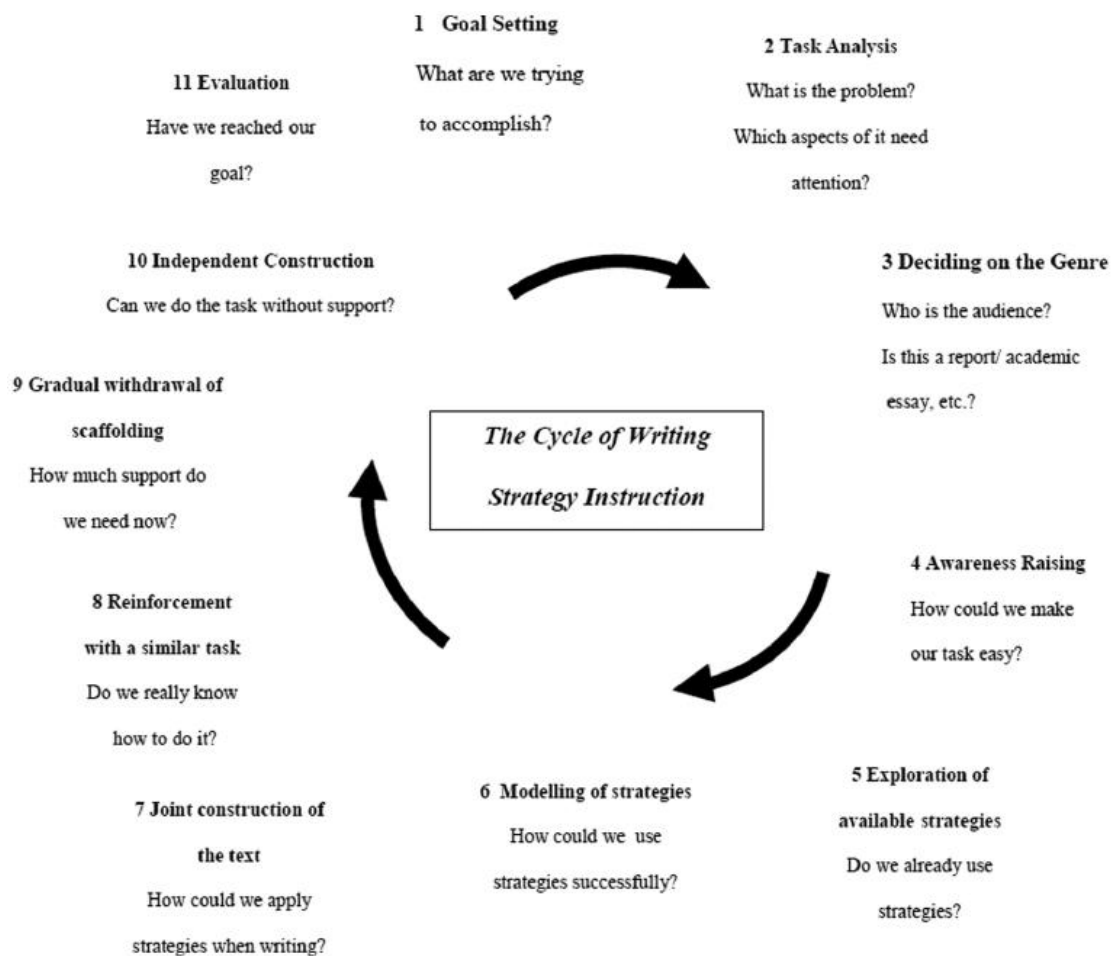 1 Goal Setting
What are we trying
to accomplish?
2 Task Analysis
What is the problem?
Which aspects of it need
attention?
3 Deciding on the Genre
Who is the audience?
Is this a report/ academic
essay, etc.?
4 Awareness Raising
How could we make
our task easy?
5 Exploration of
available strategies
Do we already use
strategies?
6 Modelling of strategies
How could we use
strategies successfully?
7 Joint construction of
the text
How could we apply
strategies when writing?
8 Reinforcement
with a similar task
Do we really know
how to do it?
9 Gradual withdrawal of
scaffolding
How much support do
we need now?
10 Independent Construction
Can we do the task without support?
11 Evaluation
Have we reached our
goal?
The Cycle of Writing
Strategy Instruction